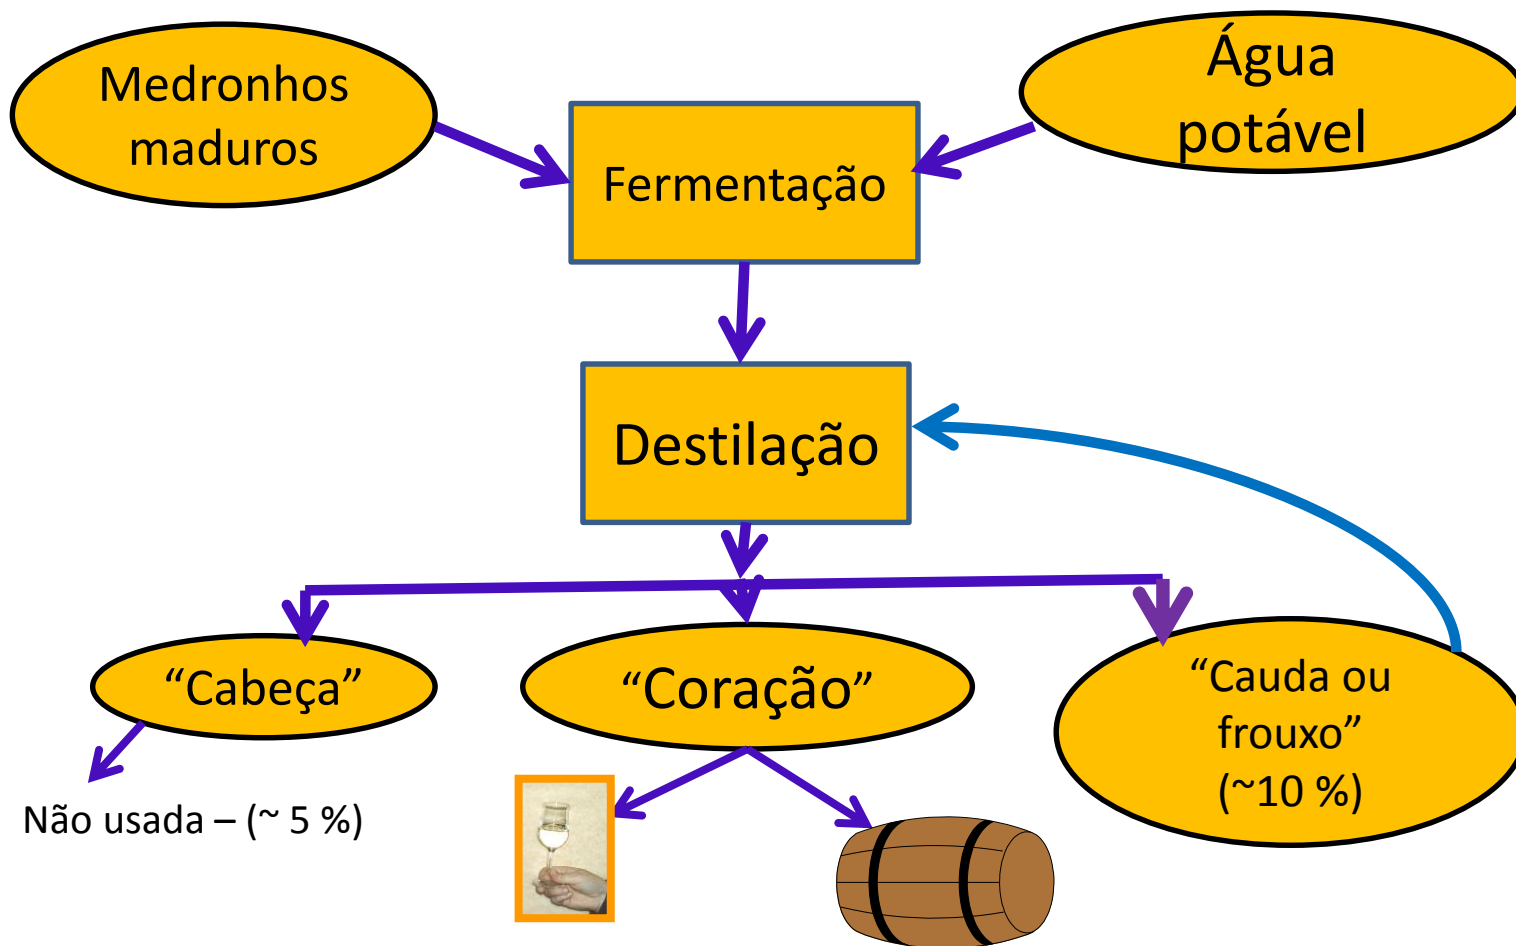 Medronhos
maduros
Água
potável
Fermentação
Destilação
“Cabeça”
“Coração”
“Cauda ou
frouxo”
(~10 %)
Não usada – (~ 5 %)